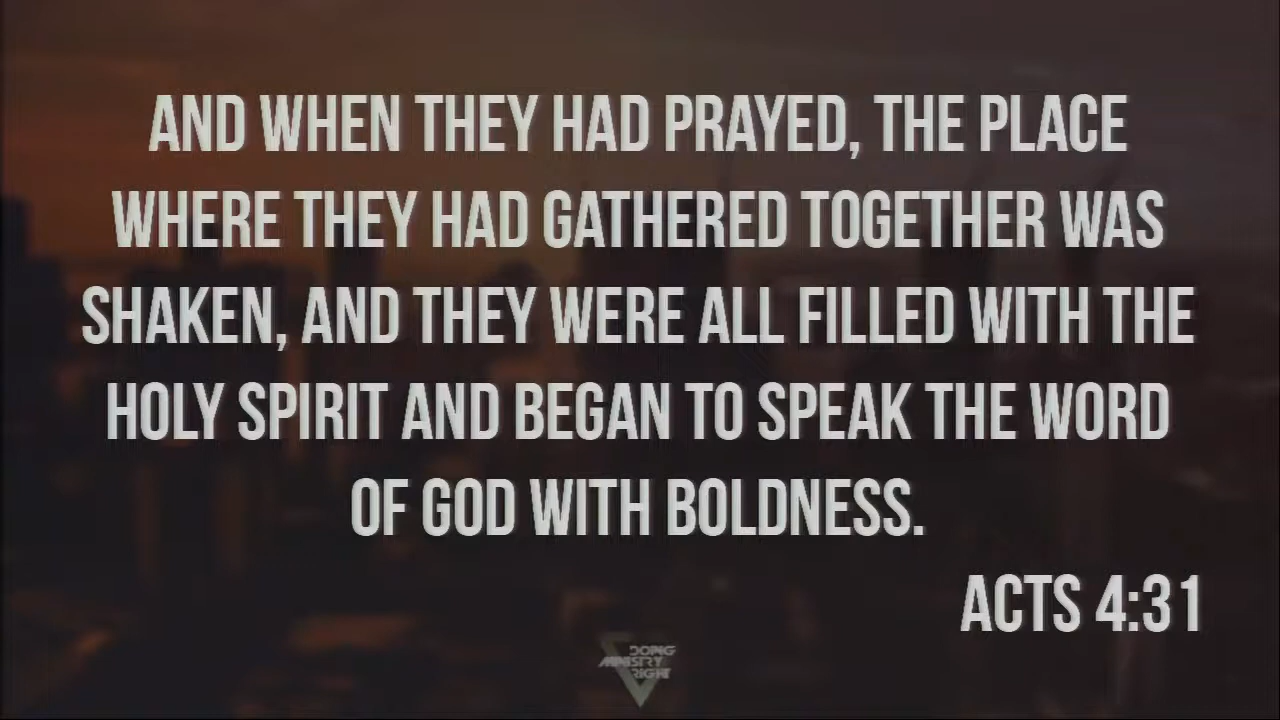 AND WHEN THEY HAD PRAYED, THE PLACE
WHERE THEY HAD GATHERED TOGETHER WAS
SHAKEN, AND THEY WERE ALL FILLED WITH THE
HOLY SPIRIT AND BEGAN TO SPEAK THE WORD
OF GOD WITH BOLDNESS.
ACTS 4:31
DOING
MINISTRY
RIGHT